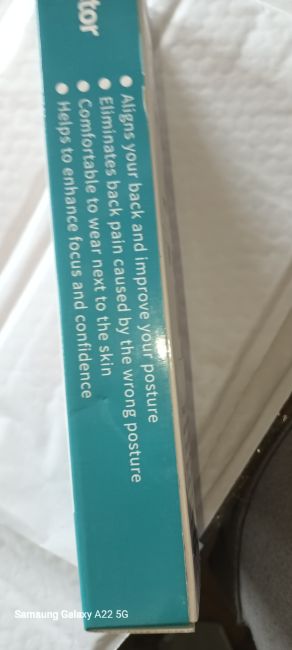 tor
Aligns your back and improve your posture
Eliminates back pain caused by the wrong posture
Comfortable to wear next to the skin
Helps to enhance focus and confidence
Samsung Galaxy A22 5G